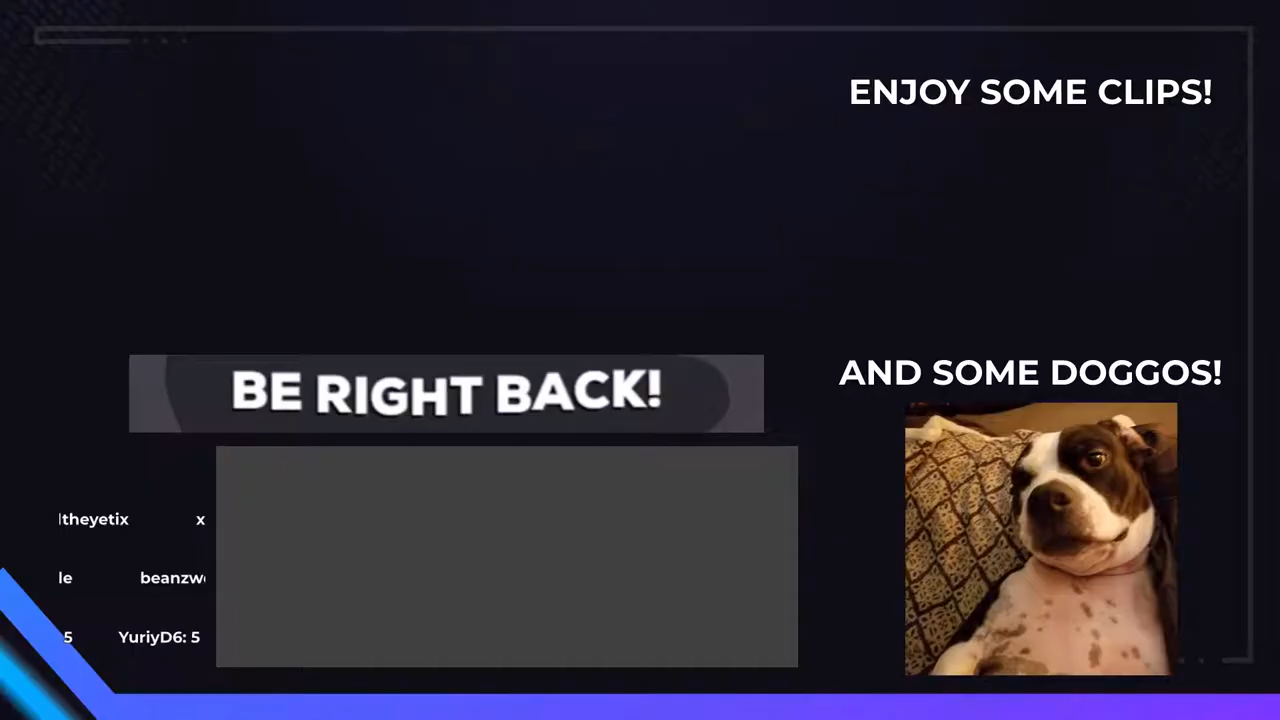 ENJOY SOME CLIPS!
BE RIGHT BACK!
AND SOME DOGGOS!
ltheyetix x
le beanzw
5 YuriyD6: 5